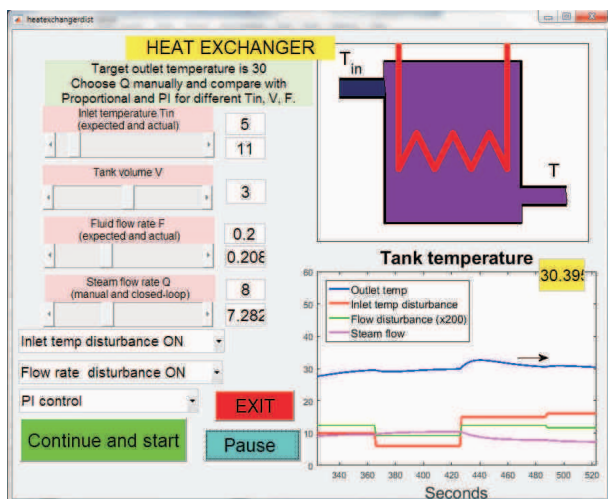 heatexchangerdist
HEAT EXCHANGER
Target outlet temperature is 30
Choose Q manually and compare with
Proportional and PI for different Tin, V, F.
Inlet temperature Tin
(expected and actual)
5
11
Tank volume V
3
Fluid flow rate F
(expected and actual)
0.2
0.208
Steam flow rate Q
(manual and closed-loop)
8
7.282
Inlet temp disturbance ON
Flow rate disturbance ON
PI control
EXIT
Continue and start
Pause
Tin
T
Tank temperature
30.395
Outlet temp
Inlet temp disturbance
Flow disturbance (x200)
Steam flow
60
50
40
30
20
10
0
340 360 380 400 420 440 460 480 500 520
Seconds